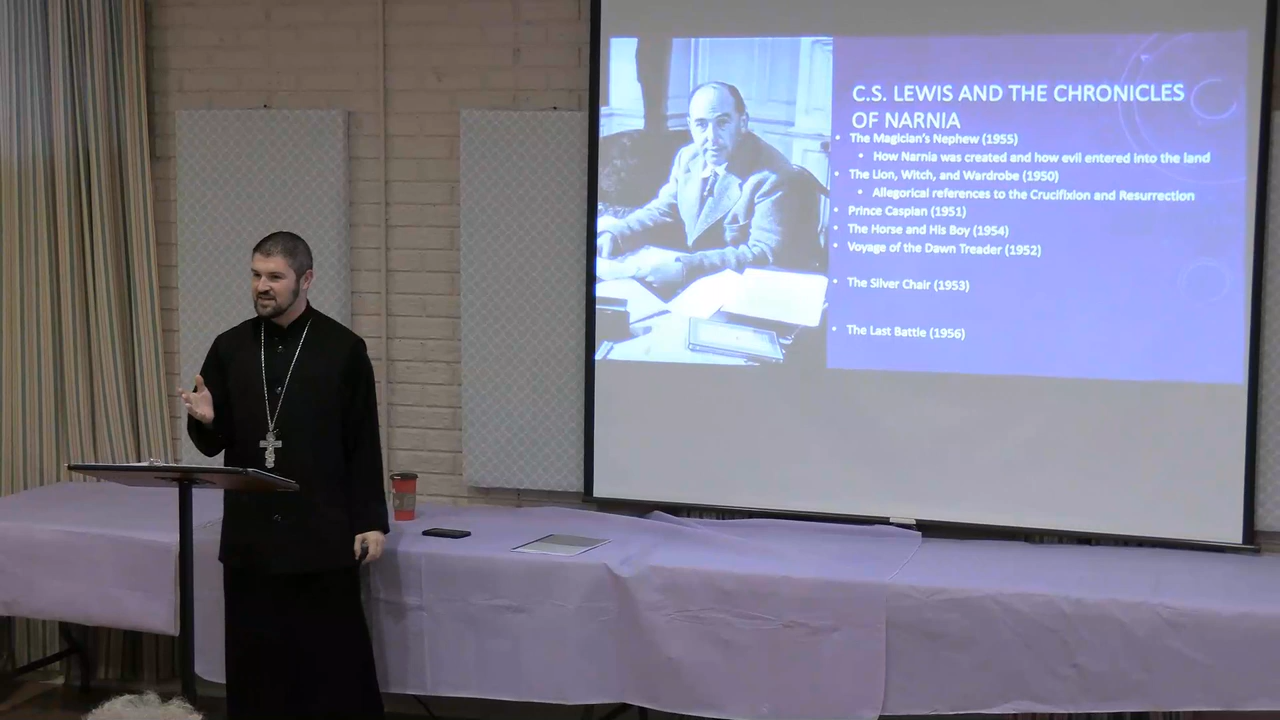 C.S. LEWIS AND THE CHRONICLES
OF NARNIA
• The Magician's Nephew (1955)
• How Narnia was created and how evil entered into the land
• The Lion, Witch, and Wardrobe (1950)
• Allegorical references to the Crucifixion and Resurrection
• Prince Caspian (1951)
• The Horse and His Boy (1954)
• Voyage of the Dawn Treader (1952)
• The Silver Chair (1953)
• The Last Battle (1956)